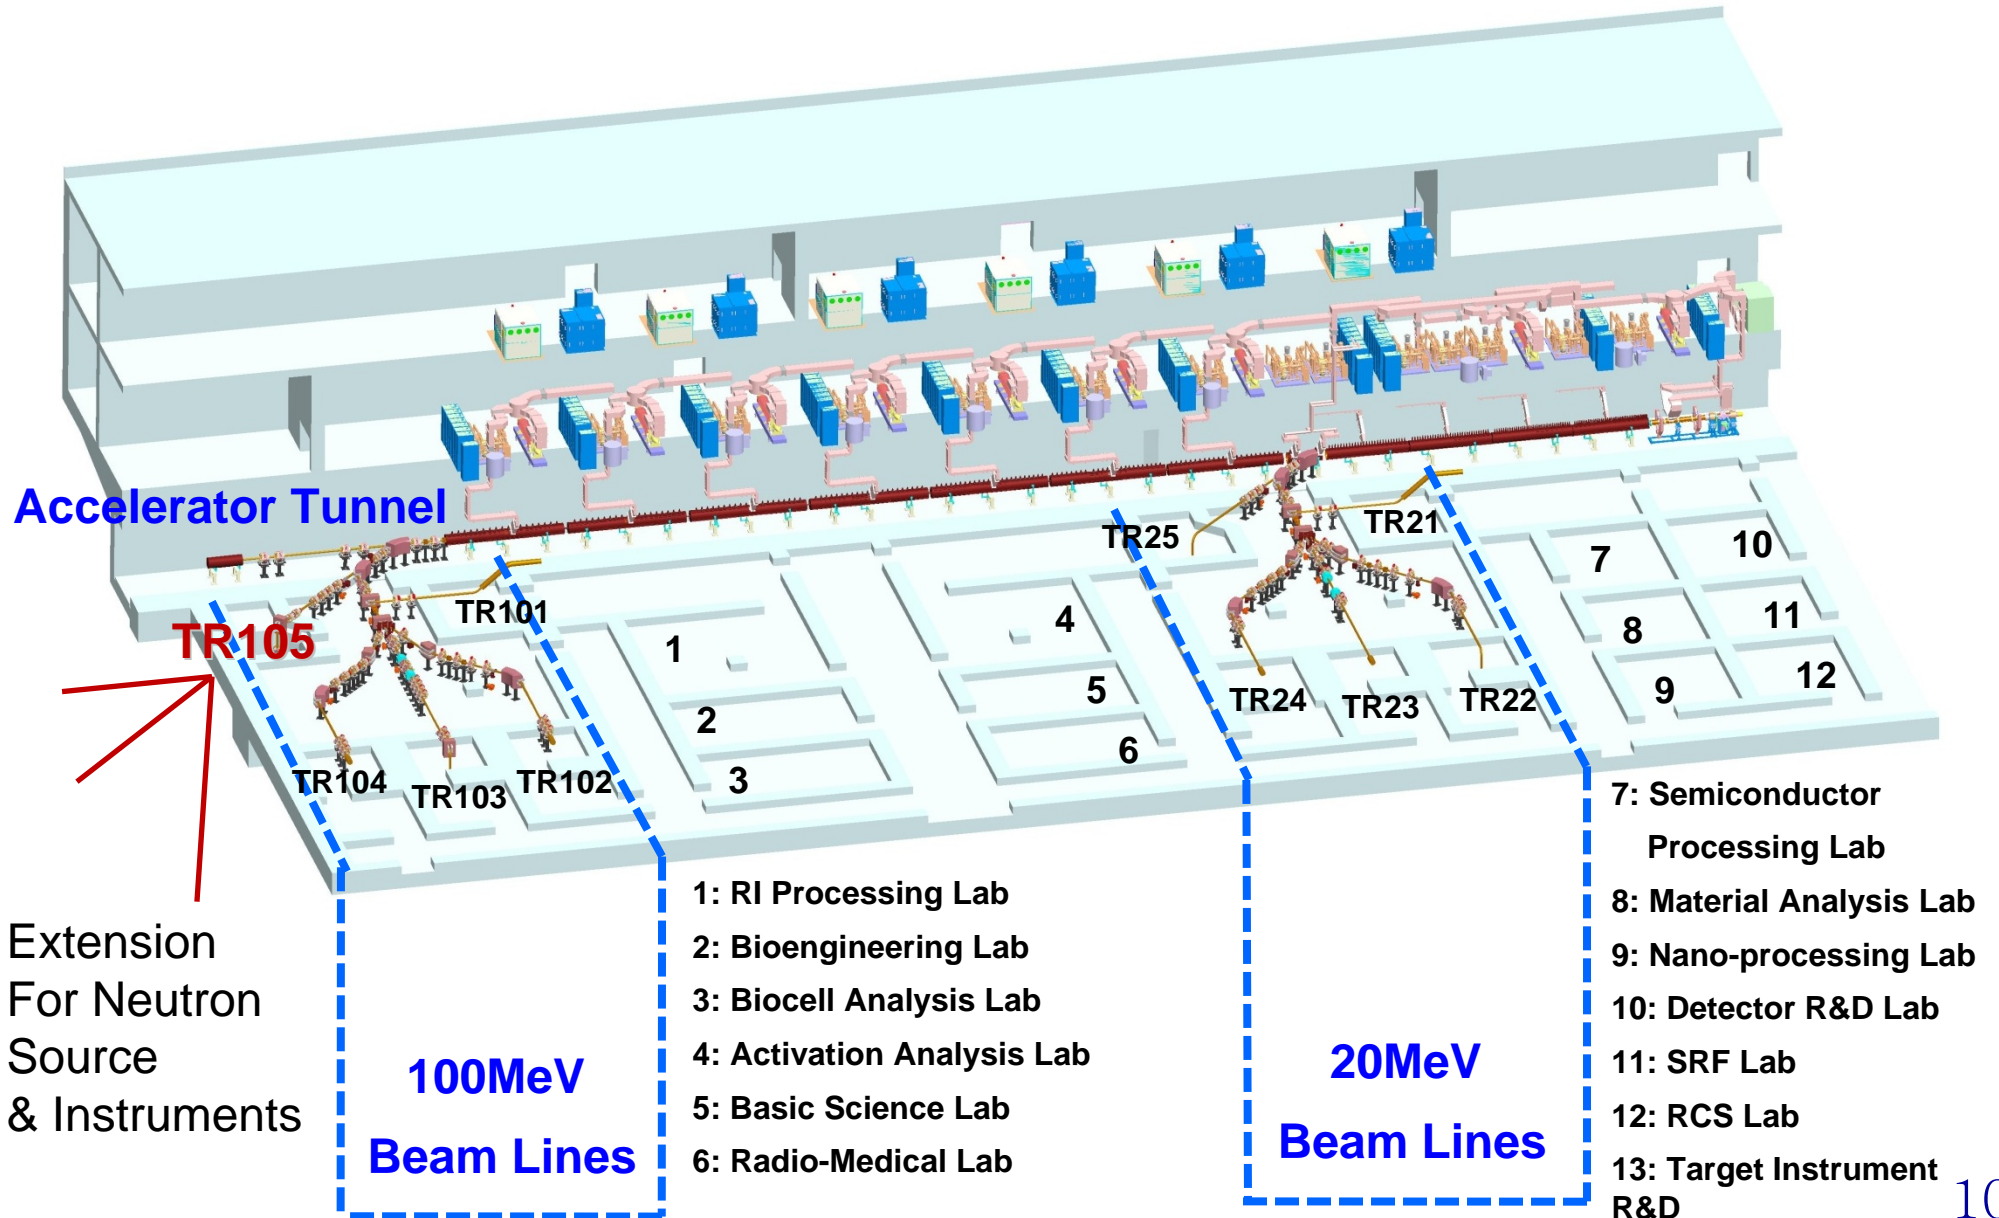 Accelerator Tunnel
TR25
TR21
7
10
TR101
TR105
1
4
8
11
5
9
12
2
TR24
TR23
TR22
6
TR104
TR103
TR102
3
Extension
For Neutron
Source
& Instruments
100MeV
Beam Lines
1: RI Processing Lab
2: Bioengineering Lab
3: Biocell Analysis Lab
4: Activation Analysis Lab
5: Basic Science Lab
6: Radio-Medical Lab
20MeV
Beam Lines
7: Semiconductor
Processing Lab
8: Material Analysis Lab
9: Nano-processing Lab
10: Detector R&D Lab
11: SRF Lab
12: RCS Lab
13: Target Instrument
R&D
10